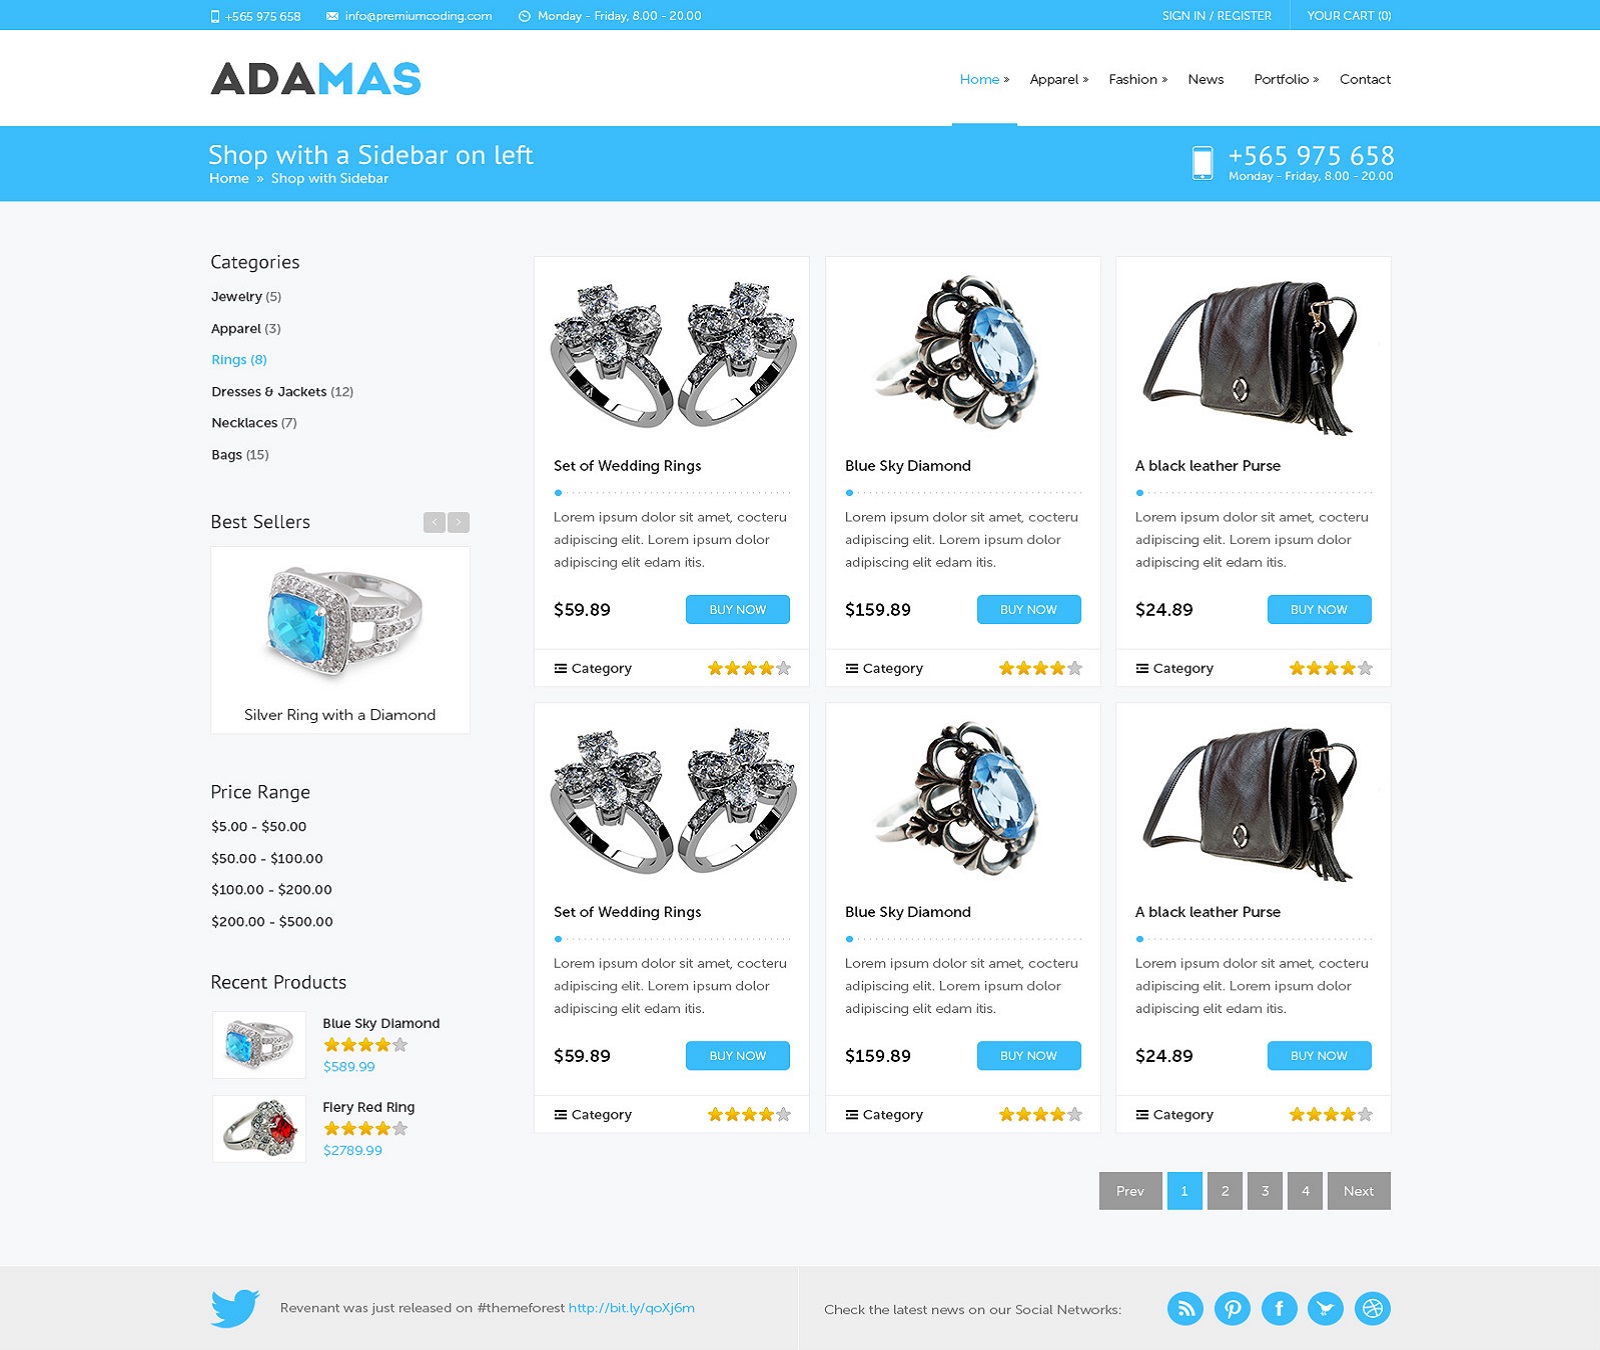 +565 975 658
info@premiumcoding.com
Monday - Friday, 8.00 - 20.00
SIGN IN / REGISTER
YOUR CART (0)
ADAMAS
Home »
Apparel »
Fashion »
News
Portfolio »
Contact
Shop with a Sidebar on left
Home » Shop with Sidebar
+565 975 658
Monday - Friday, 8.00 - 20.00
Categories
Jewelry (5)
Apparel (3)
Rings (8)
Dresses & Jackets (12)
Necklaces (7)
Bags (15)
Best Sellers
Silver Ring with a Diamond
Price Range
$5.00 - $50.00
$50.00 - $100.00
$100.00 - $200.00
$200.00 - $500.00
Recent Products
Blue Sky Diamond
$589.99
Fiery Red Ring
$2789.99
Set of Wedding Rings
Lorem ipsum dolor sit amet, cocteru
adipiscing elit. Lorem ipsum dolor
adipiscing elit edam itis.
$59.89
BUY NOW
Category
Blue Sky Diamond
Lorem ipsum dolor sit amet, cocteru
adipiscing elit. Lorem ipsum dolor
adipiscing elit edam itis.
$159.89
BUY NOW
Category
A black leather Purse
Lorem ipsum dolor sit amet, cocteru
adipiscing elit. Lorem ipsum dolor
adipiscing elit edam itis.
$24.89
BUY NOW
Category
Set of Wedding Rings
Lorem ipsum dolor sit amet, cocteru
adipiscing elit. Lorem ipsum dolor
adipiscing elit edam itis.
$59.89
BUY NOW
Category
Blue Sky Diamond
Lorem ipsum dolor sit amet, cocteru
adipiscing elit. Lorem ipsum dolor
adipiscing elit edam itis.
$159.89
BUY NOW
Category
A black leather Purse
Lorem ipsum dolor sit amet, cocteru
adipiscing elit. Lorem ipsum dolor
adipiscing elit edam itis.
$24.89
BUY NOW
Category
Prev 1 2 3 4 Next
Revenant was just released on #themeforest http://bit.ly/qoXj6m
Check the latest news on our Social Networks: